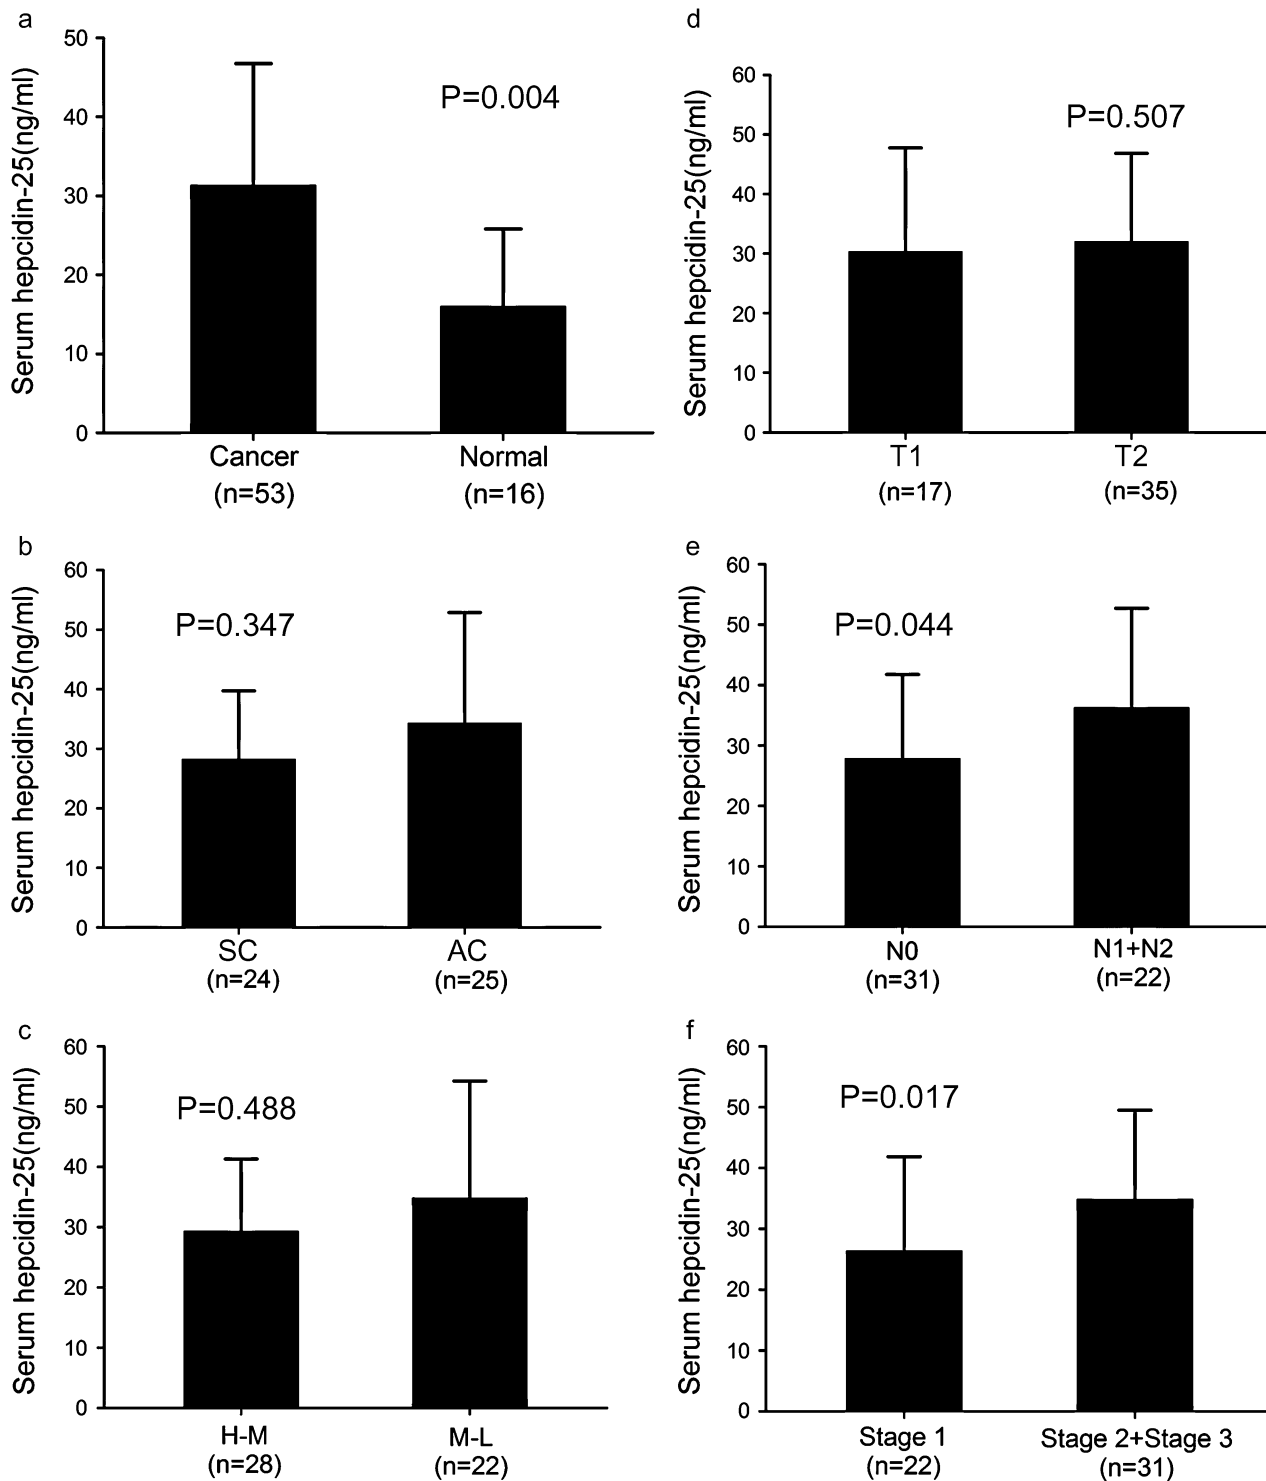 a
Serum hepcidin-25(ng/ml)
50
40
30
20
10
0
P=0.004
Cancer
(n=53)
Normal
(n=16)
b
Serum hepcidin-25(ng/ml)
60
50
40
30
20
10
0
P=0.347
SC
(n=24)
AC
(n=25)
c
Serum hepcidin-25(ng/ml)
60
50
40
30
20
10
0
P=0.488
H-M
(n=28)
M-L
(n=22)
d
Serum hepcidin-25(ng/ml)
60
50
40
30
20
10
0
P=0.507
T1
(n=17)
T2
(n=35)
e
Serum hepcidin-25(ng/ml)
60
50
40
30
20
10
0
P=0.044
N0
(n=31)
N1+N2
(n=22)
f
Serum hepcidin-25(ng/ml)
60
50
40
30
20
10
0
P=0.017
Stage 1
(n=22)
Stage 2+Stage 3
(n=31)